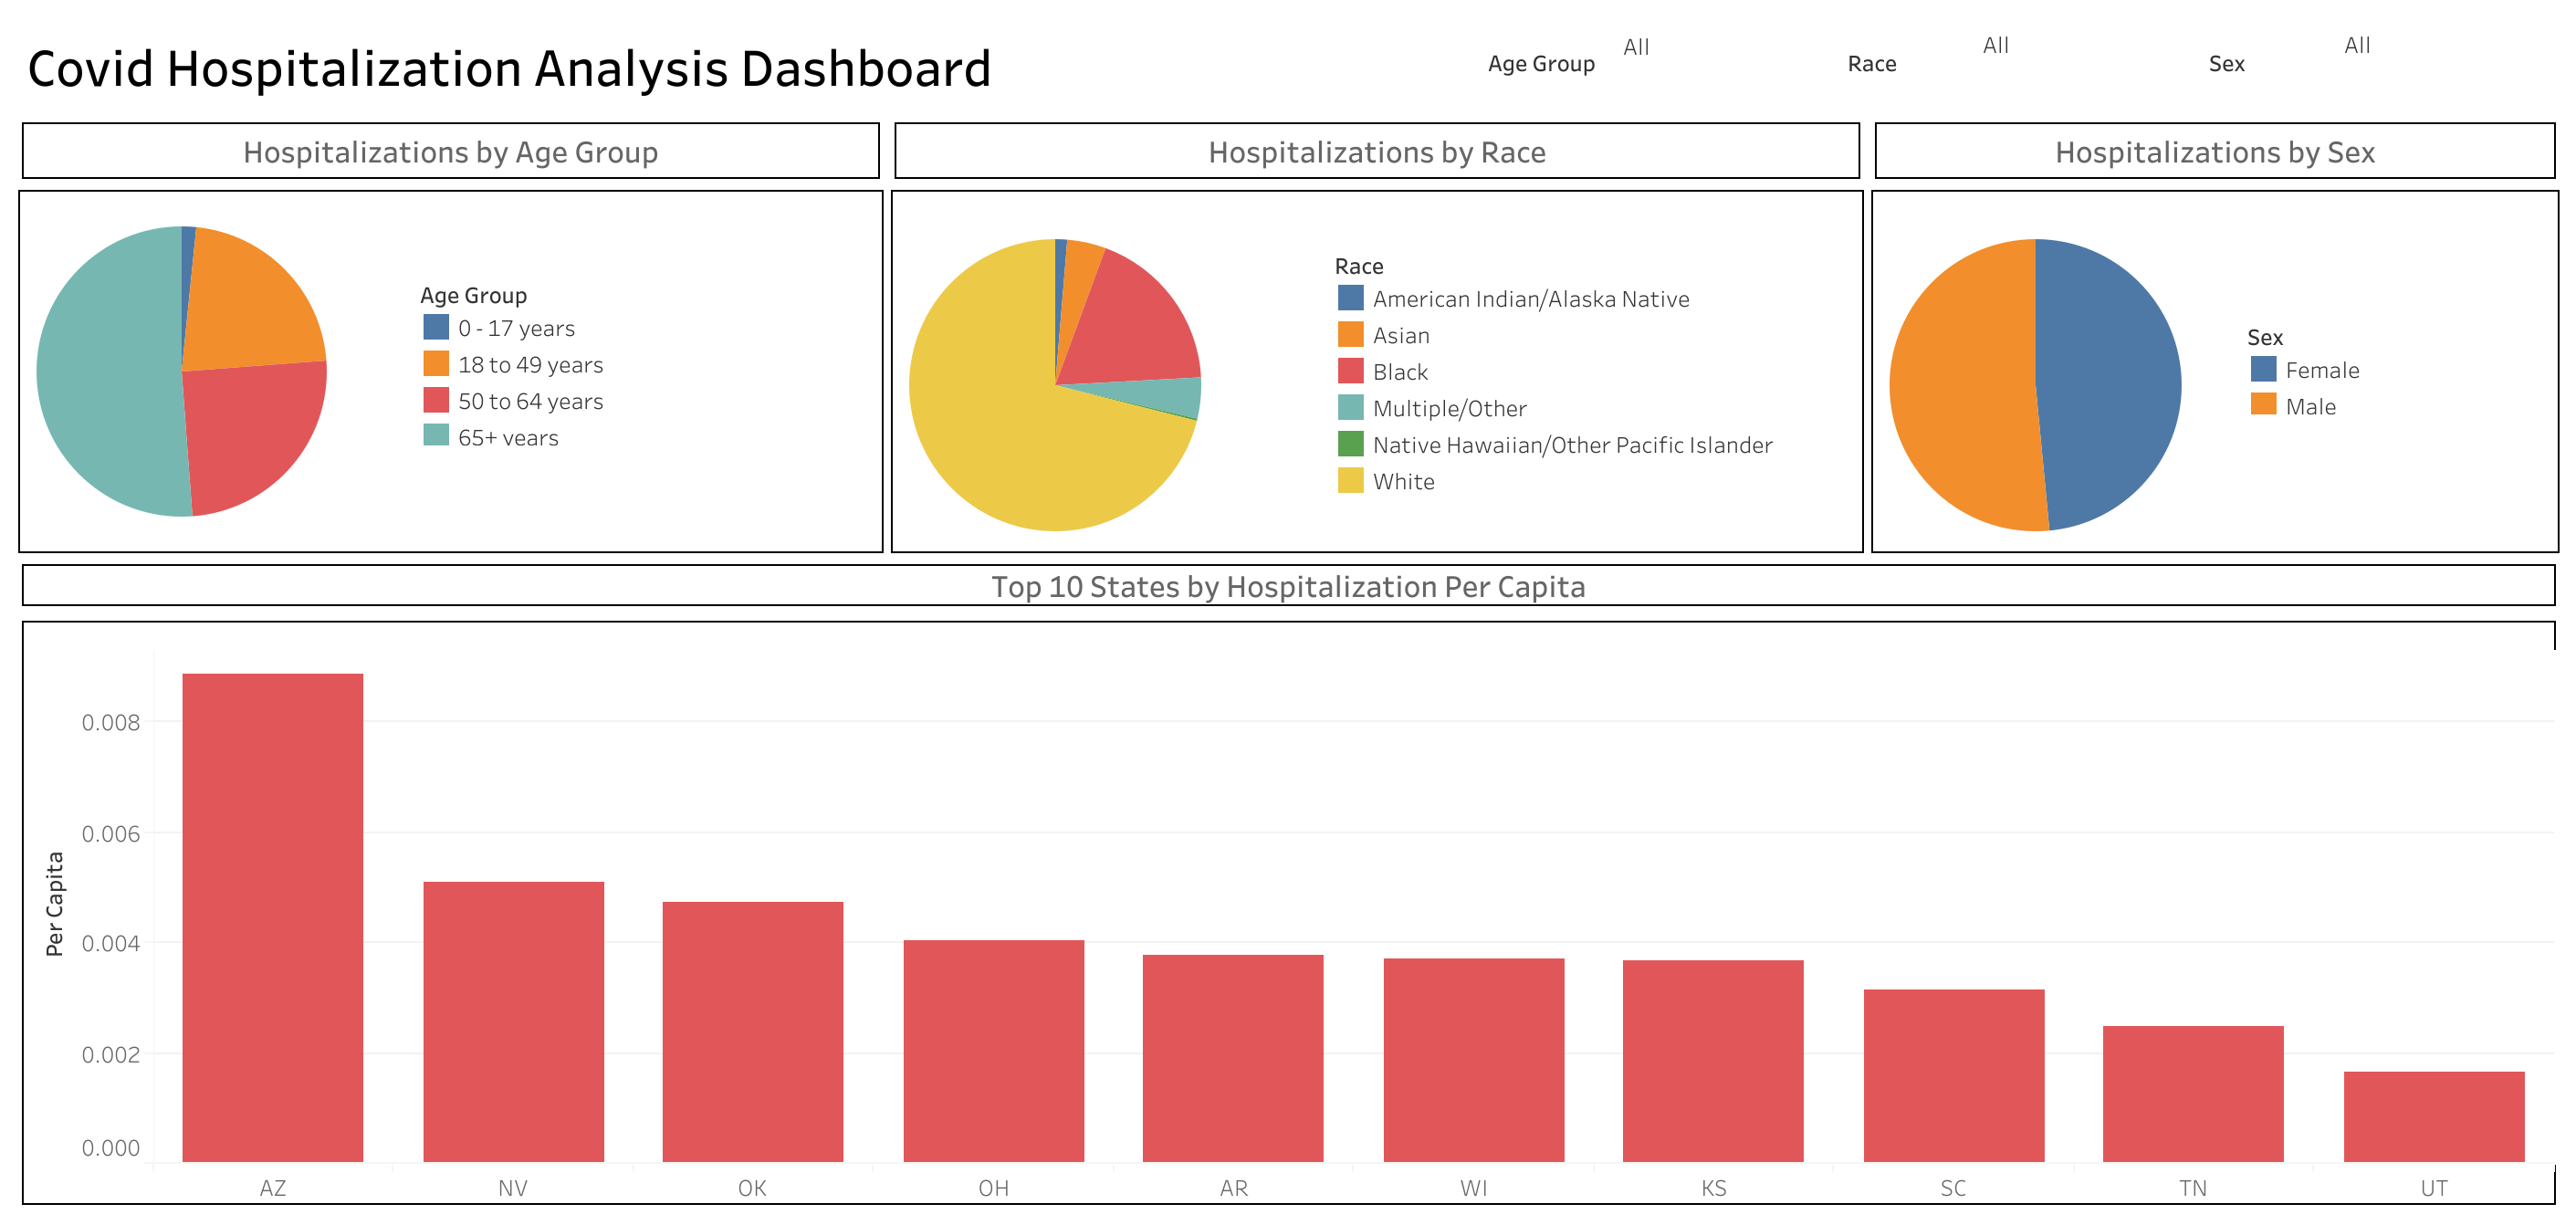 Covid Hospitalization Analysis Dashboard
Age Group All
Race All
Sex All
Hospitalizations by Age Group
Hospitalizations by Race
Hospitalizations by Sex
Age Group
0 - 17 years
18 to 49 years
50 to 64 years
65+ years
Race
American Indian/Alaska Native
Asian
Black
Multiple/Other
Native Hawaiian/Other Pacific Islander
White
Sex
Female
Male
Top 10 States by Hospitalization Per Capita
Per Capita
0.008
0.006
0.004
0.002
0.000
AZ NV OK OH AR WI KS SC TN UT